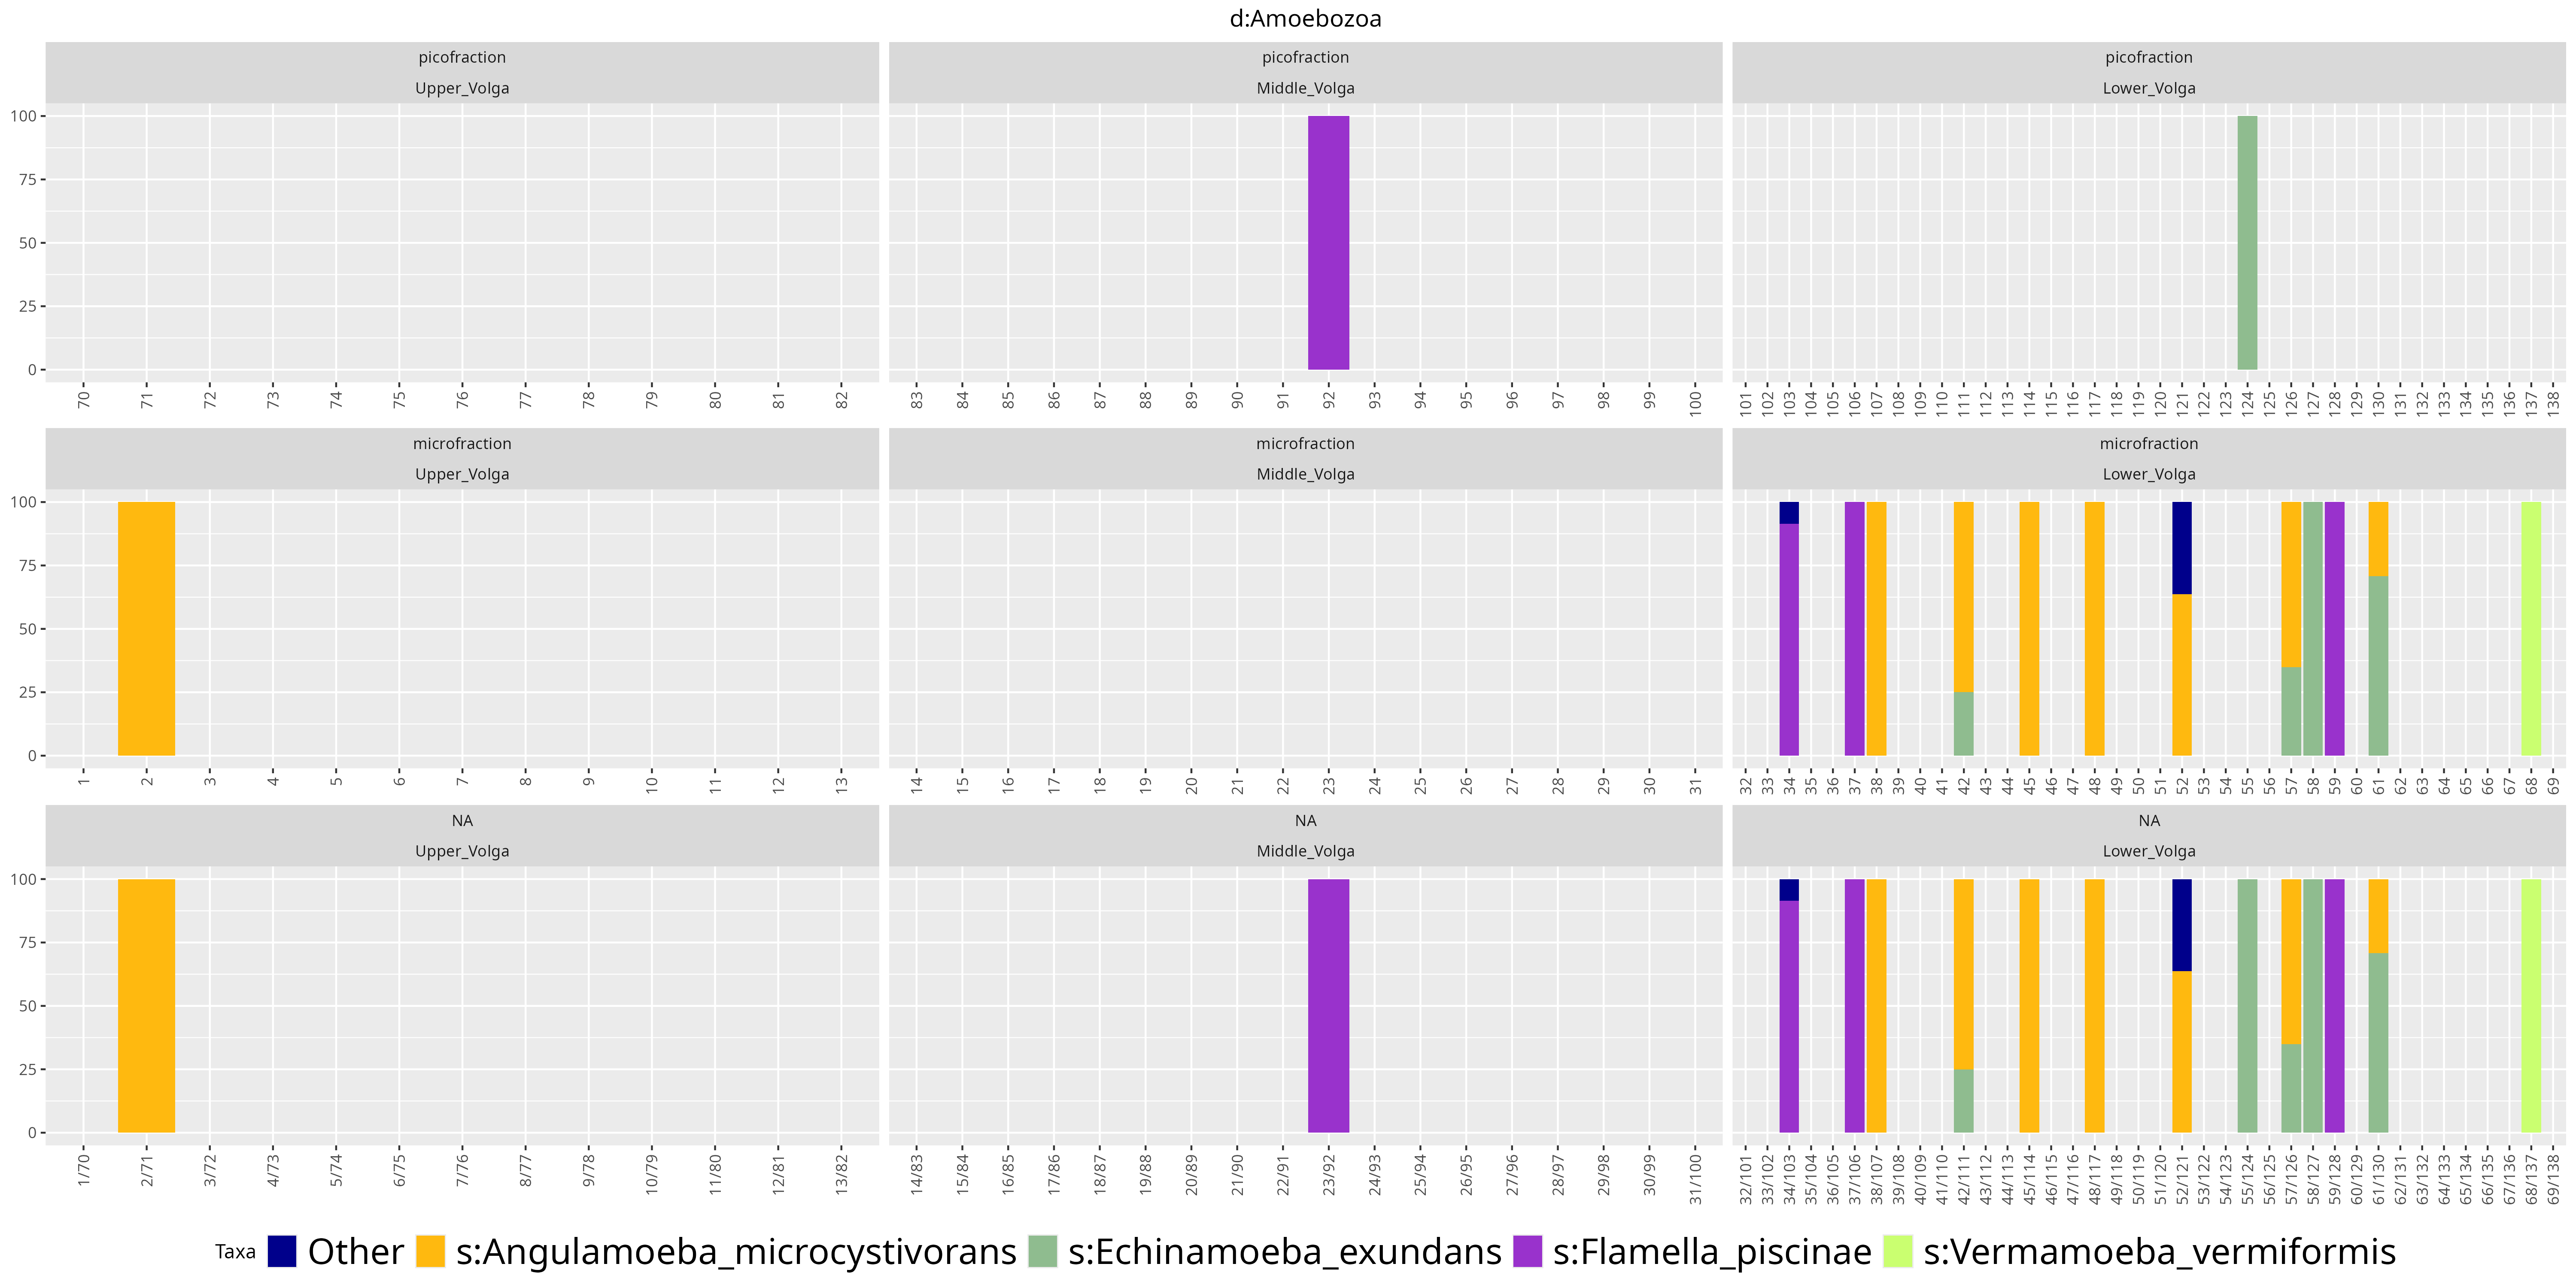 d:Amoebozoa
picofraction picofraction picofraction
Upper_Volga Middle_Volga Lower_Volga
100
75
50
25
0
70 71 72 73 74 75 76 77 78 79 80 81 82 83 84 85 86 87 88 89 90 91 92 93 94 95 96 97 98 99 100 101 102 103 104 105 106 107 108 109 110 111 112 113 114 115 116 117 118 119 120 121 122 123 124 125 126 127 128 129 130 131 132 133 134 135 136 137 138
microfraction microfraction microfraction
Upper_Volga Middle_Volga Lower_Volga
100
75
50
25
0
1 2 3 4 5 6 7 8 9 10 11 12 13 14 15 16 17 18 19 20 21 22 23 24 25 26 27 28 29 30 31 32 33 34 35 36 37 38 39 40 41 42 43 44 45 46 47 48 49 50 51 52 53 54 55 56 57 58 59 60 61 62 63 64 65 66 67 68 69
NA NA NA
Upper_Volga Middle_Volga Lower_Volga
100
75
50
25
0
1/70 2/71 3/72 4/73 5/74 6/75 7/76 8/77 9/78 10/79 11/80 12/81 13/82 14/83 15/84 16/85 17/86 18/87 19/88 20/89 21/90 22/91 23/92 24/93 25/94 26/95 27/96 28/97 29/98 30/99 31/100 32/101 33/102 34/103 35/104 36/105 37/106 38/107 39/108 40/109 41/110 42/111 43/112 44/113 45/114 46/115 47/116 48/117 49/118 50/119 51/120 52/121 53/122 54/123 55/124 56/125 57/126 58/127 59/128 60/129 61/130 62/131 63/132 64/133 65/134 66/135 67/136 68/137 69/138
Taxa Other s:Angulamoeba_microcystivorans s:Echinamoeba_exundans s:Flamella_piscinae s:Vermamoeba_vermiformis